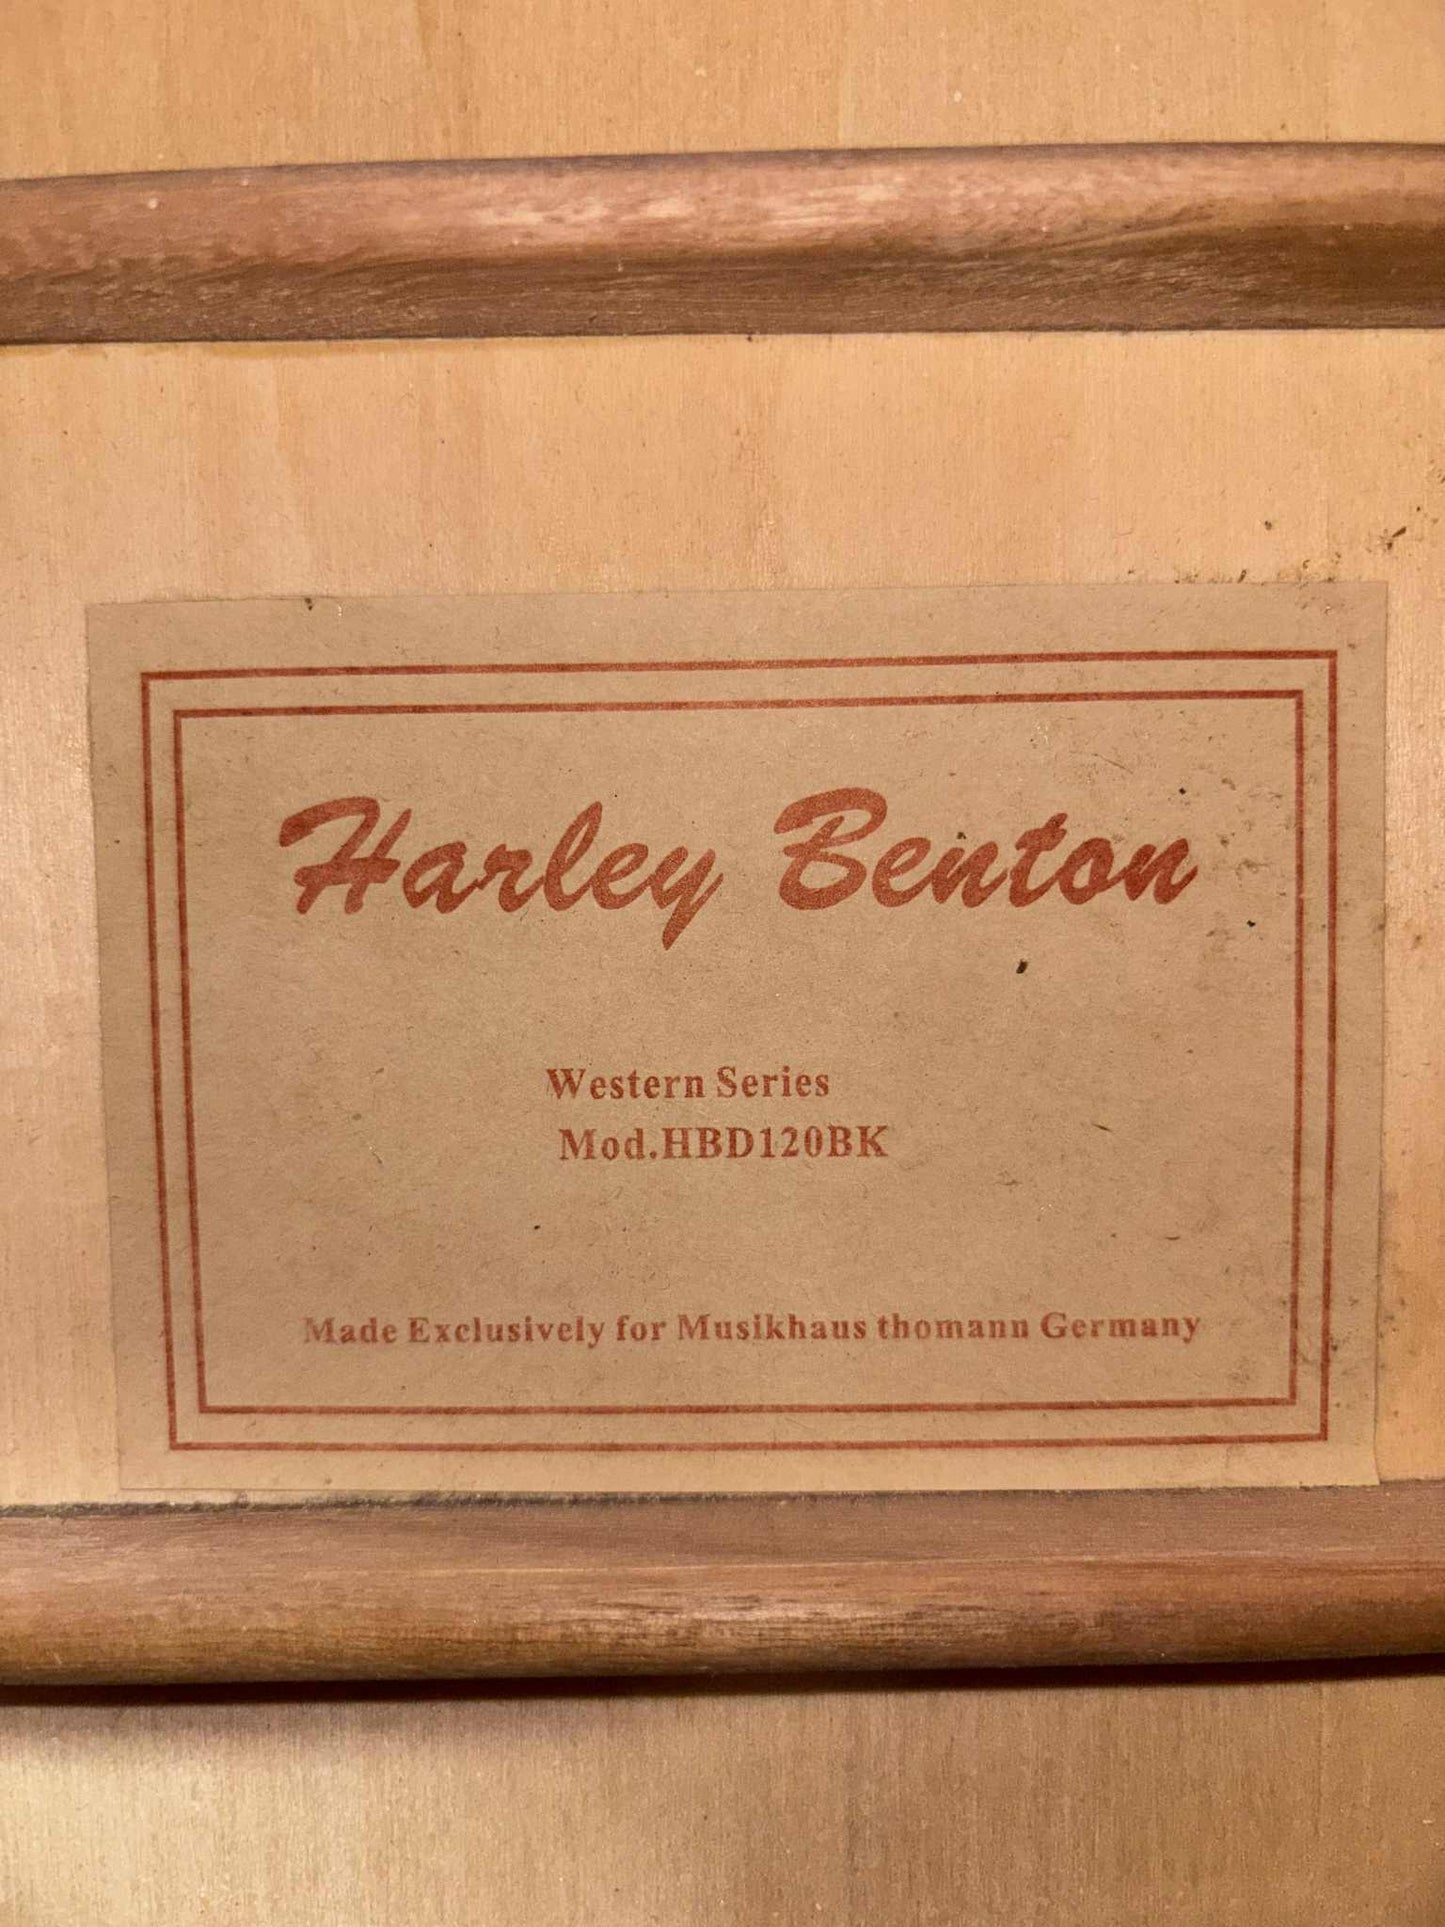 Harley Benton
Western Series
Mod.HBD120BK
Made Exclusively for Musikhaus thomann Germany